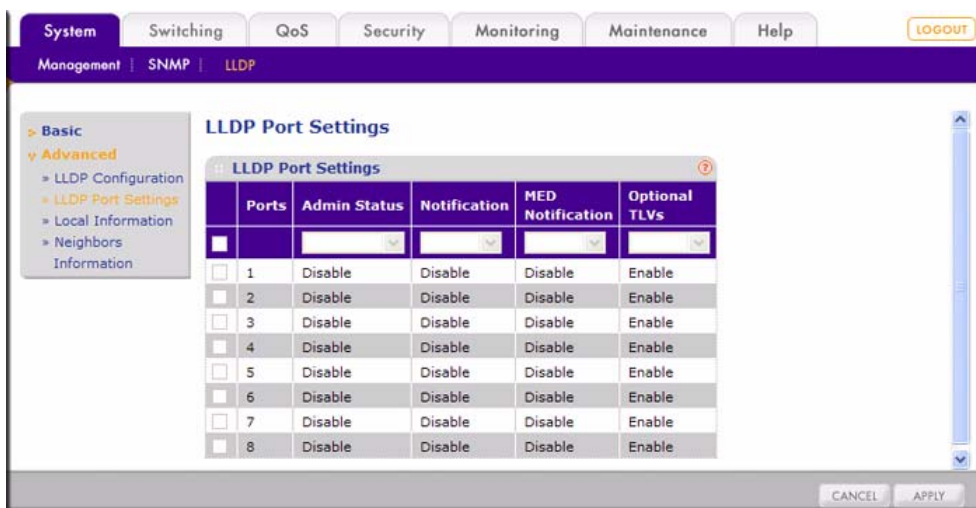 System Switching QoS Security Monitoring Maintenance Help LOGOUT
Management SNMP LLDP
Basic
Advanced
» LLDP Configuration
» LLDP Port Settings
» Local Information
» Neighbors
Information
LLDP Port Settings
LLDP Port Settings ?
Ports Admin Status Notification MED Notification Optional TLVs
1 Disable Disable Disable Enable
2 Disable Disable Disable Enable
3 Disable Disable Disable Enable
4 Disable Disable Disable Enable
5 Disable Disable Disable Enable
6 Disable Disable Disable Enable
7 Disable Disable Disable Enable
8 Disable Disable Disable Enable
CANCEL APPLY